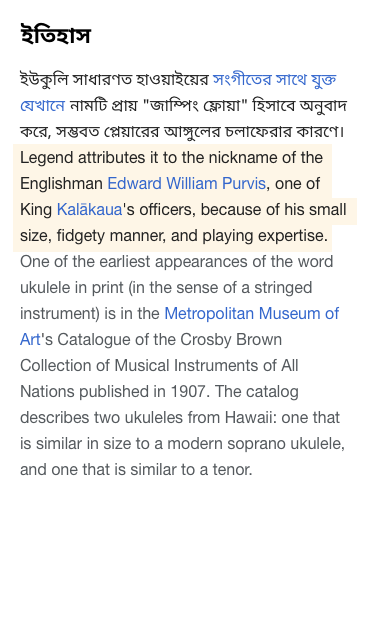 ইতিহাস
ইউকুলি সাধারণত হাওয়াইয়ের সংগীতের সাথে যুক্ত
যেখানে নামটি প্রায় "জাম্পিং ফ্লোয়া" হিসাবে অনুবাদ
করে, সম্ভবত প্লেয়ারের আঙ্গুলের চলাফেরার কারণে।
Legend attributes it to the nickname of the
Englishman Edward William Purvis, one of
King Kalākaua's officers, because of his small
size, fidgety manner, and playing expertise.
One of the earliest appearances of the word
ukulele in print (in the sense of a stringed
instrument) is in the Metropolitan Museum of
Art's Catalogue of the Crosby Brown
Collection of Musical Instruments of All
Nations published in 1907. The catalog
describes two ukuleles from Hawaii: one that
is similar in size to a modern soprano ukulele,
and one that is similar to a tenor.